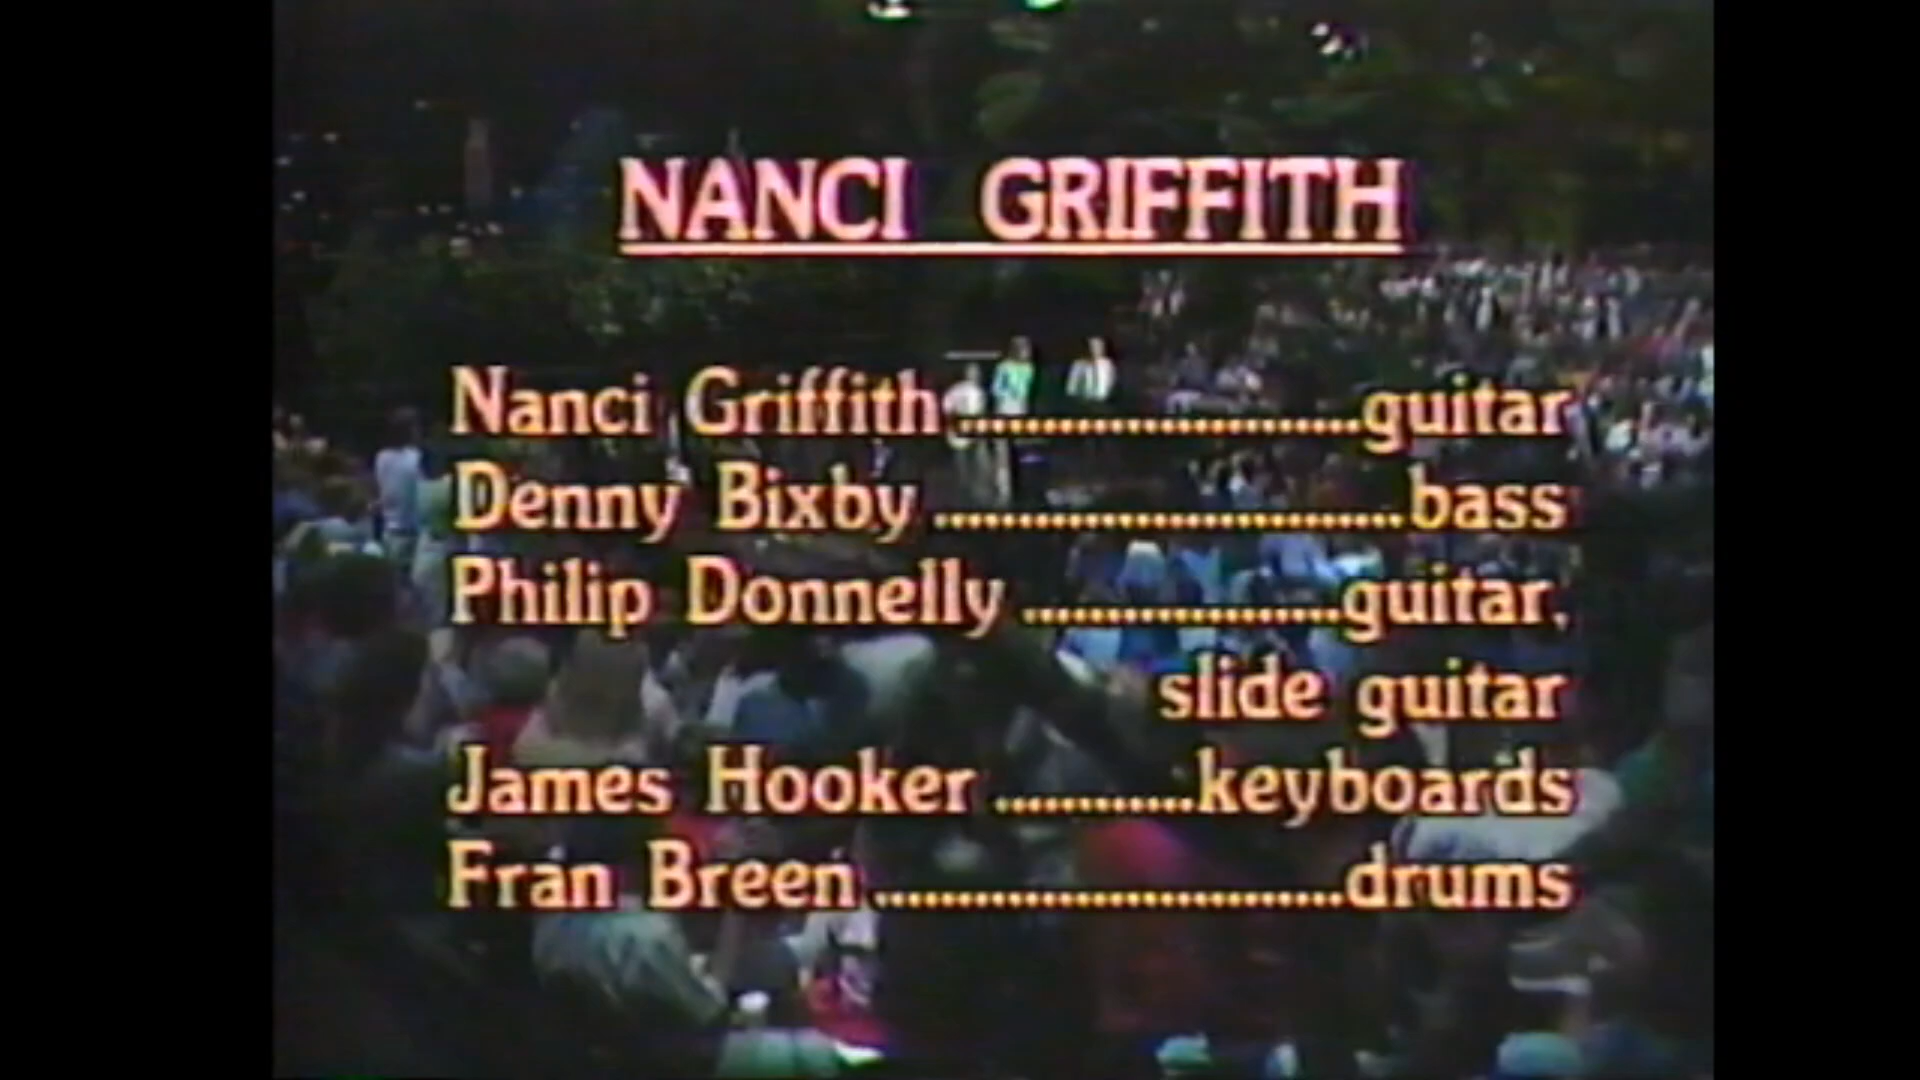 NANCI GRIFFITH
Nanci Griffith........................guitar
Denny Bixby............................bass
Philip Donnelly...................guitar,
slide guitar
James Hooker............keyboards
Fran Breen............................drums